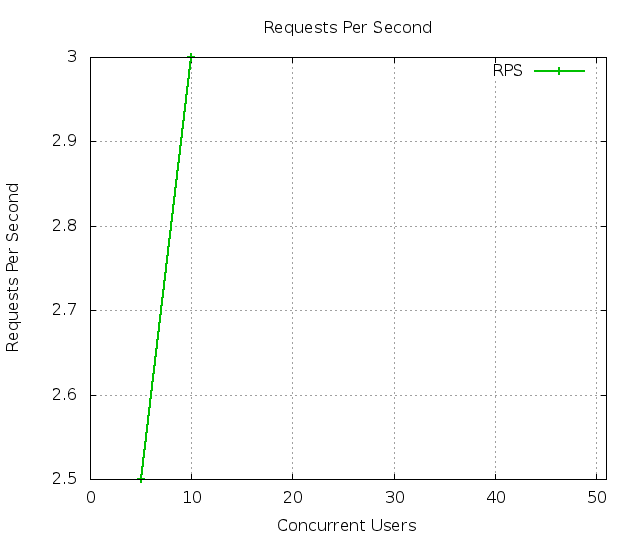 Requests Per Second
RPS
3
2.9
2.8
2.7
2.6
2.5
Requests Per Second
0 10 20 30 40 50
Concurrent Users